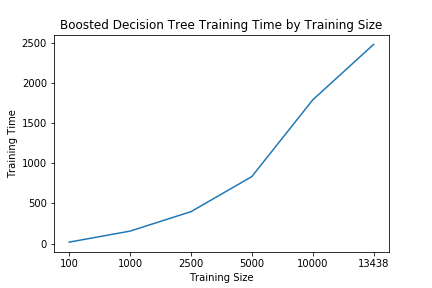 Boosted Decision Tree Training Time by Training Size
2500
2000
1500
1000
500
0
Training Time
100 1000 2500 5000 10000 13438
Training Size